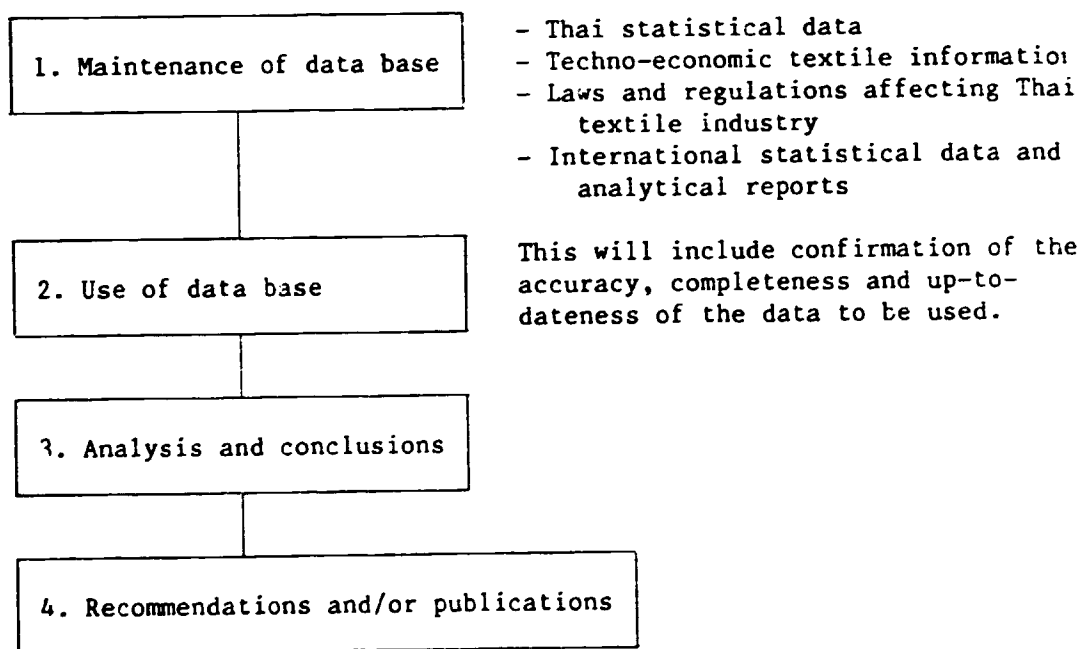 1. Maintenance of data base
- Thai statistical data
- Techno-economic textile information
- Laws and regulations affecting Thai
textile industry
- International statistical data and
analytical reports
2. Use of data base
This will include confirmation of the
accuracy, completeness and up-to-
dateness of the data to be used.
3. Analysis and conclusions
4. Recommendations and/or publications